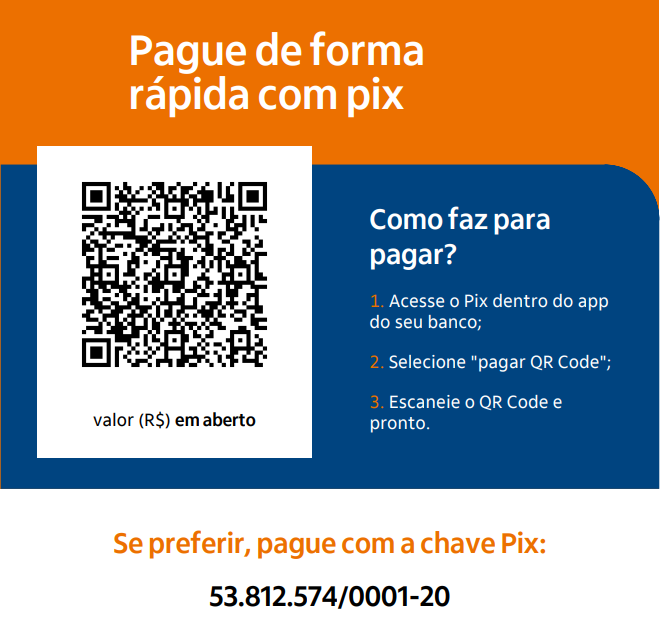 Pague de forma
rápida com pix
valor (R$) em aberto
Como faz para
pagar?
1. Acesse o Pix dentro do app
do seu banco;
2. Selecione "pagar QR Code";
3. Escaneie o QR Code e
pronto.
Se preferir, pague com a chave Pix:
53.812.574/0001-20